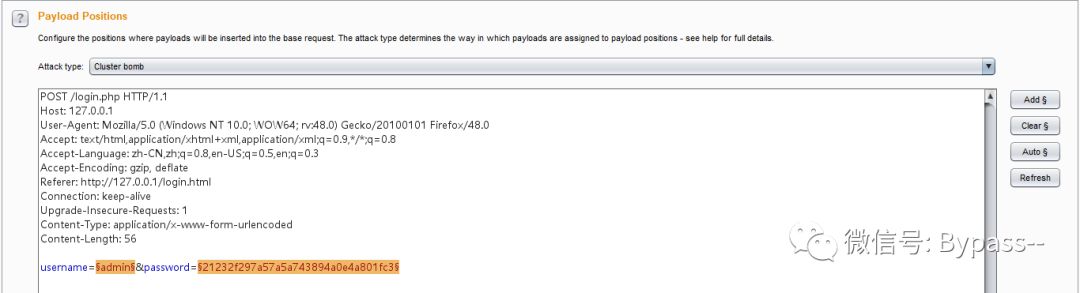 ?
Payload Positions
Configure the positions where payloads will be inserted into the base request. The attack type determines the way in which payloads are assigned to payload positions - see help for full details.
Attack type: Cluster bomb
POST /login.php HTTP/1.1
Host: 127.0.0.1
User-Agent: Mozilla/5.0 (Windows NT 10.0; WOW64; rv:48.0) Gecko/20100101 Firefox/48.0
Accept: text/html,application/xhtml+xml,application/xml;q=0.9,*/*;q=0.8
Accept-Language: zh-CN,zh;q=0.8,en-US;q=0.5,en;q=0.3
Accept-Encoding: gzip, deflate
Referer: http://127.0.0.1/login.html
Connection: keep-alive
Upgrade-Insecure-Requests: 1
Content-Type: application/x-www-form-urlencoded
Content-Length: 56
username=§admin§&password=§21232f297a57a5a743894a0e4a801fc3§
Add §
Clear §
Auto §
Refresh
微信号: Bypass--